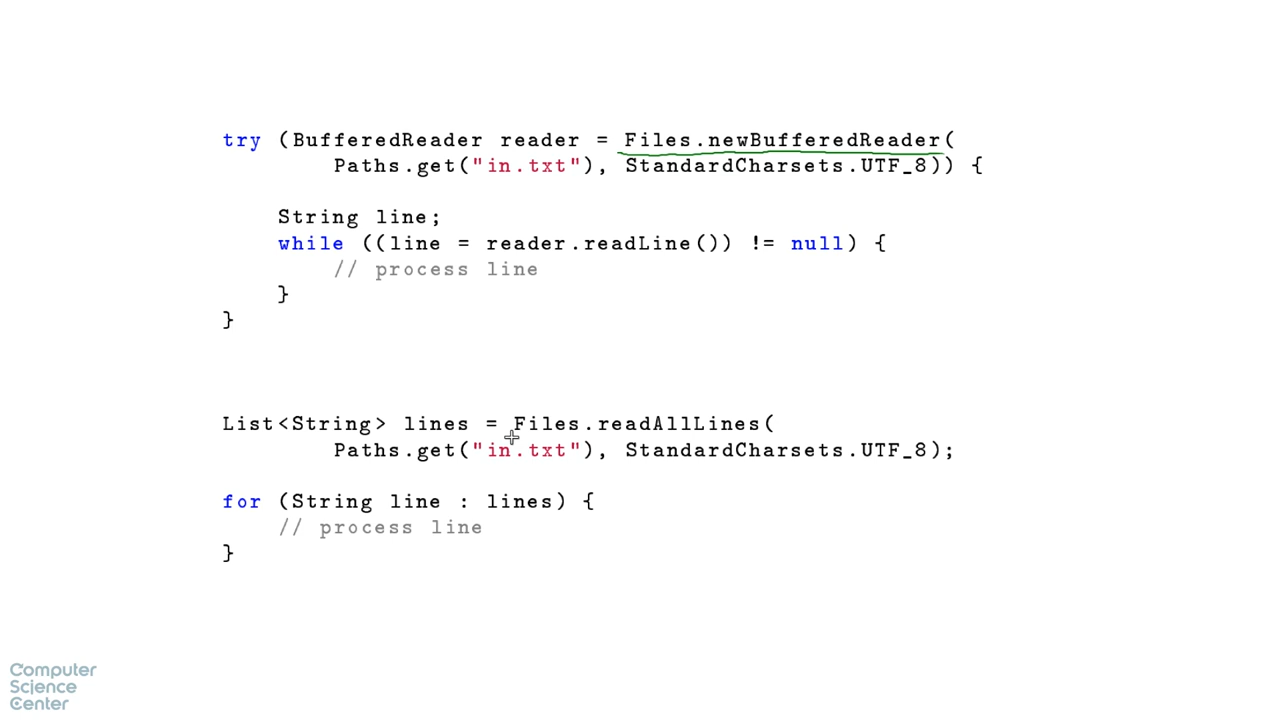 try (BufferedReader reader = Files.newBufferedReader(
Paths.get("in.txt"), StandardCharsets.UTF_8)) {
String line;
while ((line = reader.readLine()) != null) {
// process line
}
}
List<String> lines = Files.readAllLines(
Paths.get("in.txt"), StandardCharsets.UTF_8);
for (String line : lines) {
// process line
}
Computer
Science
Center